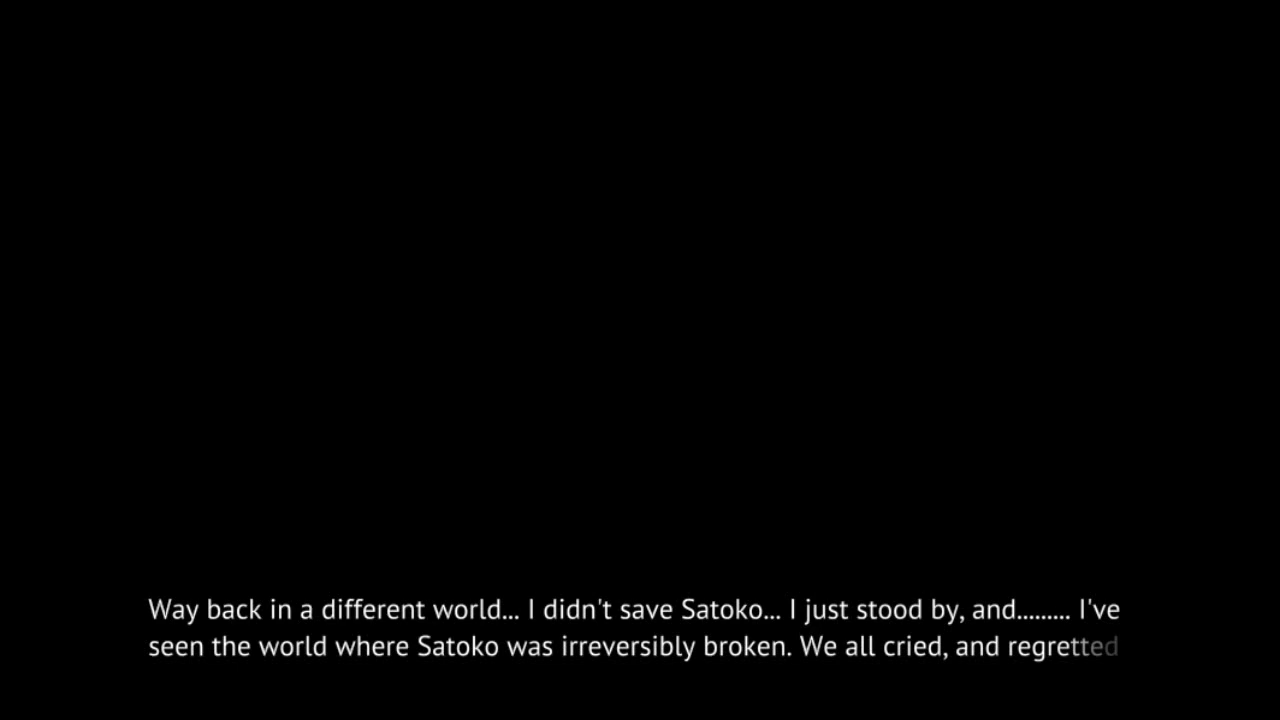 Way back in a different world... I didn't save Satoko... I just stood by, and......... I've
seen the world where Satoko was irreversibly broken. We all cried, and regretted